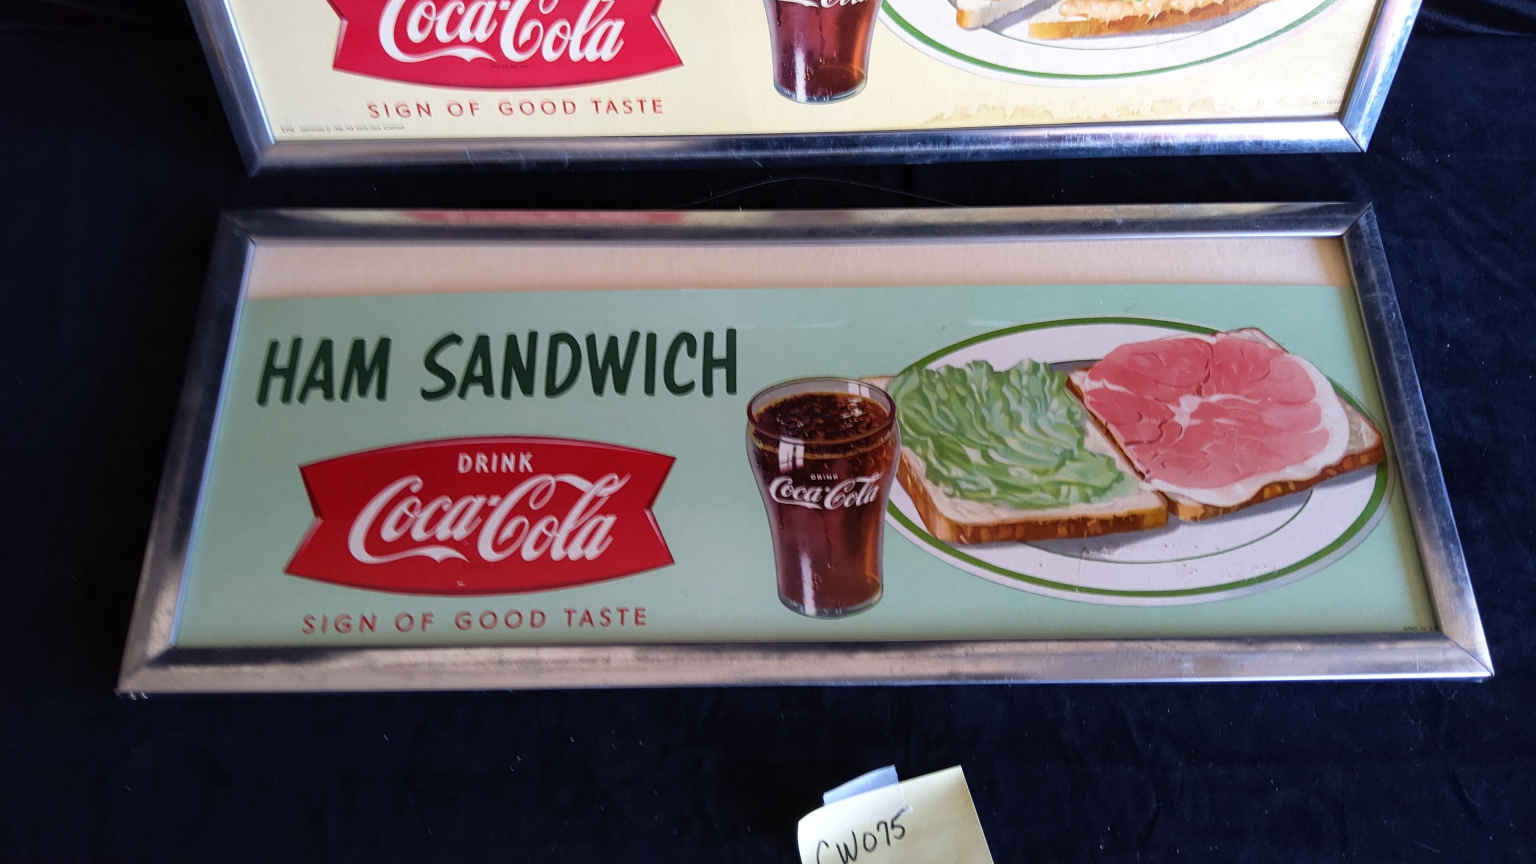 Coca-Cola
SIGN OF GOOD TASTE
HAM SANDWICH
DRINK
Coca-Cola
SIGN OF GOOD TASTE
DRINK
Coca-Cola
CW075